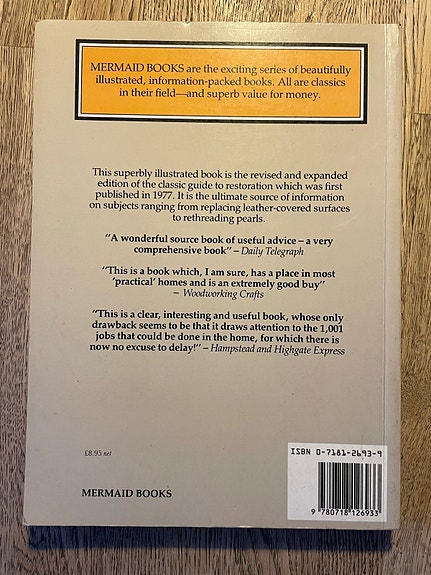 MERMAID BOOKS are the exciting series of beautifully
illustrated, information-packed books. All are classics
in their field—and superb value for money.
This superbly illustrated book is the revised and expanded
edition of the classic guide to restoration which was first
published in 1977. It is the ultimate source of information
on subjects ranging from replacing leather-covered surfaces
to rethreading pearls.
"A wonderful source book of useful advice – a very
comprehensive book" – Daily Telegraph
"This is a book which, I am sure, has a place in most
'practical' homes and is an extremely good buy"
– Woodworking Crafts
"This is a clear, interesting and useful book, whose only
drawback seems to be that it draws attention to the 1,001
jobs that could be done in the home, for which there is
now no excuse to delay!" – Hampstead and Highgate Express
£8.95 net
ISBN 0-7181-2693-9
9 780718 126933
MERMAID BOOKS